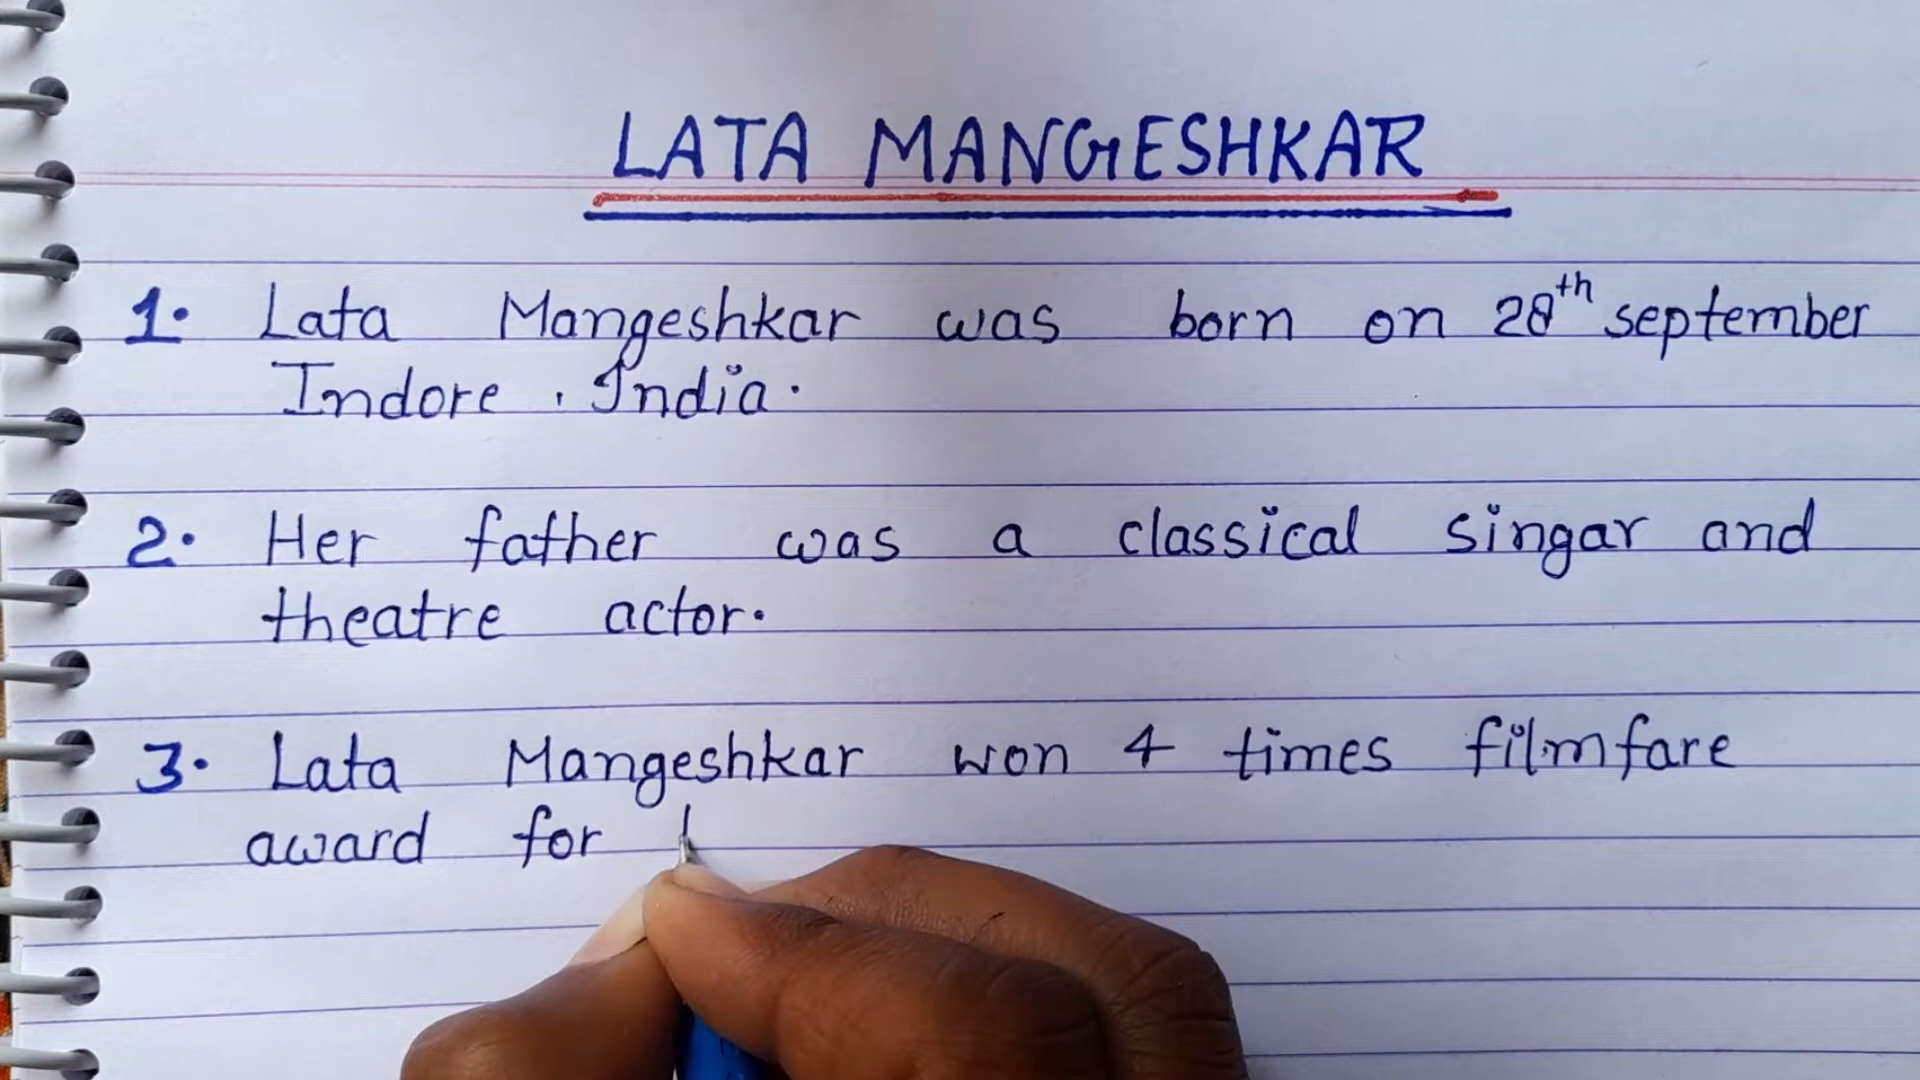 LATA MANGESHKAR
1. Lata Mangeshkar was born on 28th september
Indore , India.
2. Her father was a classical singar and
theatre actor.
3. Lata Mangeshkar won 4 times filmfare
award for